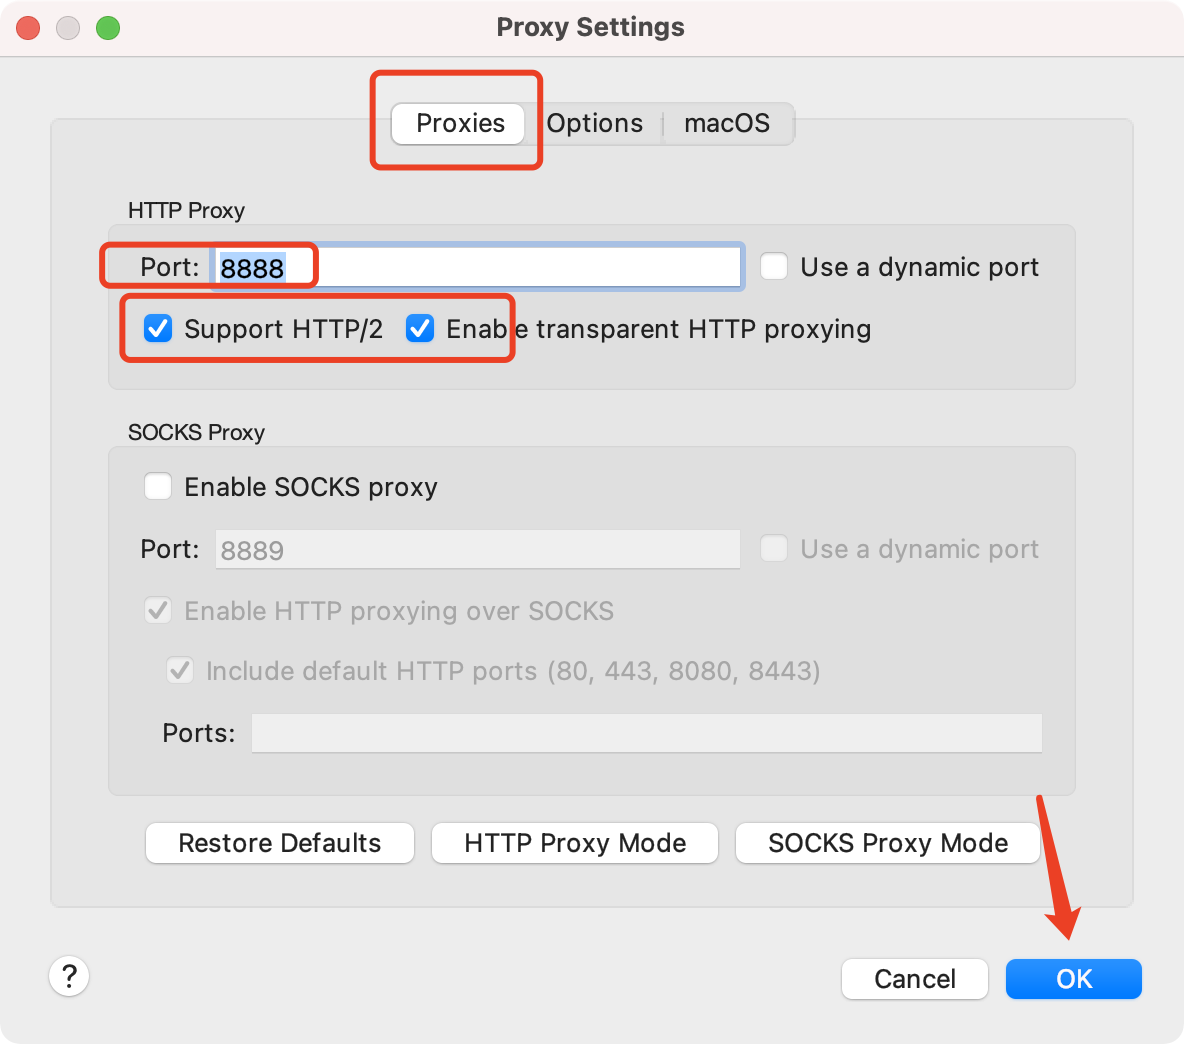 Proxy Settings
Proxies Options macOS
HTTP Proxy
Port: 8888 Use a dynamic port
Support HTTP/2 Enable transparent HTTP proxying
SOCKS Proxy
Enable SOCKS proxy
Port: 8889 Use a dynamic port
Enable HTTP proxying over SOCKS
Include default HTTP ports (80, 443, 8080, 8443)
Ports:
Restore Defaults HTTP Proxy Mode SOCKS Proxy Mode
? Cancel OK